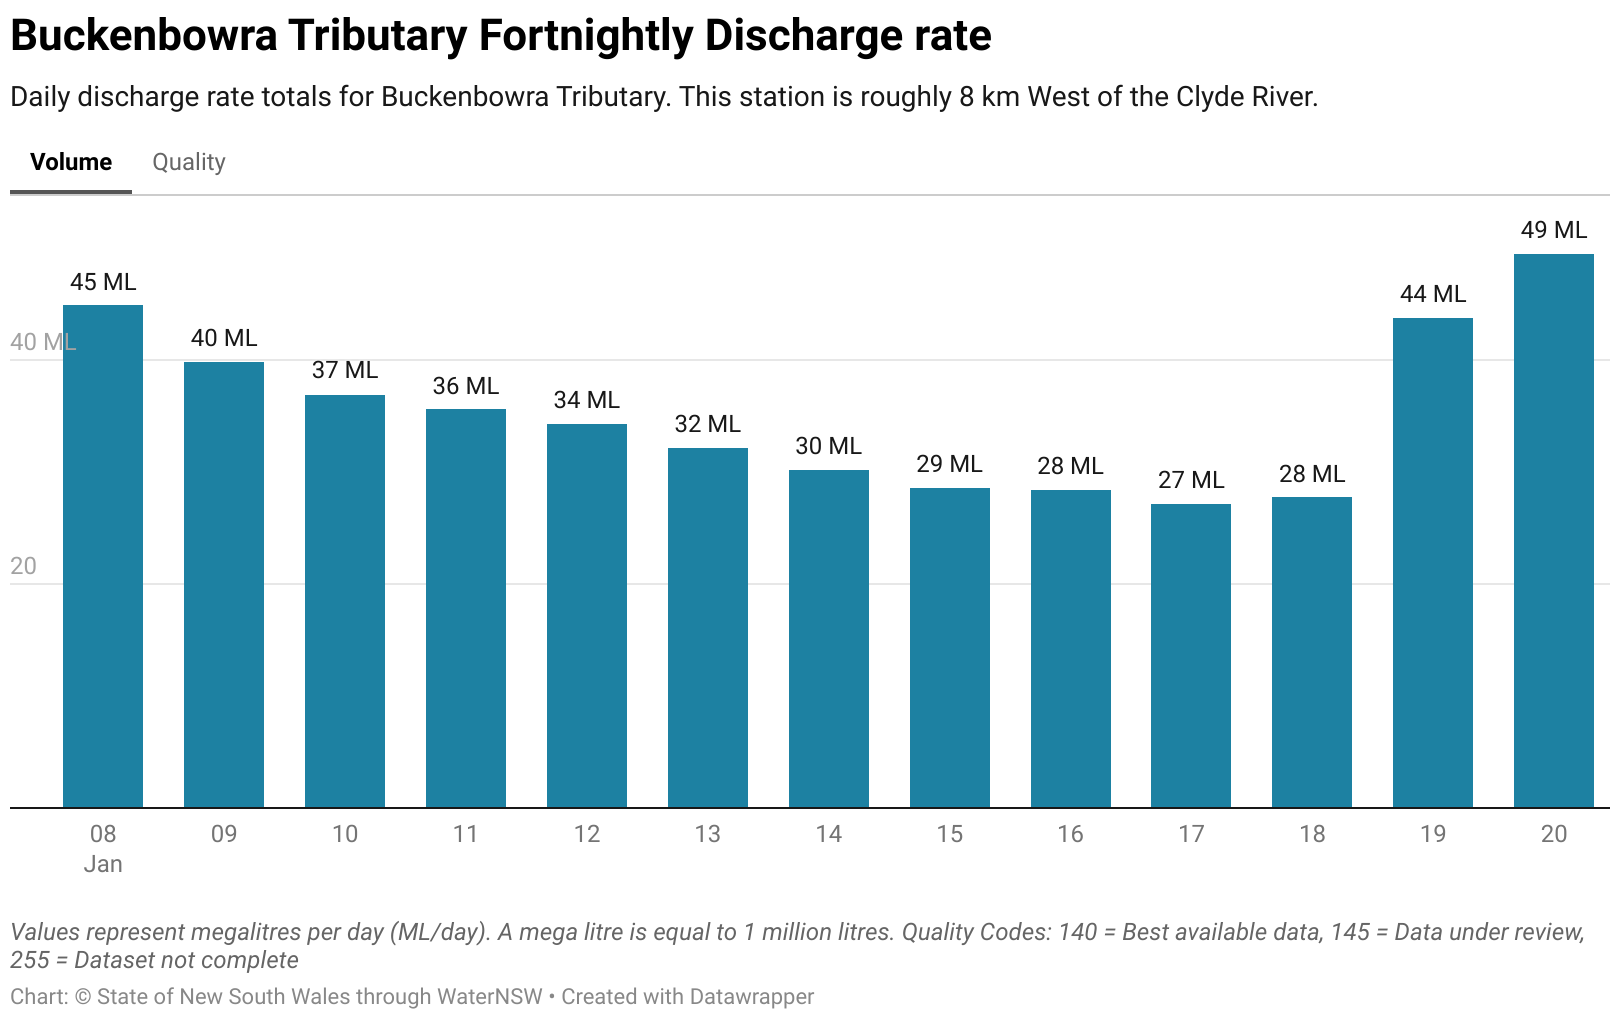 Buckenbowra Tributary Fortnightly Discharge rate
Daily discharge rate totals for Buckenbowra Tributary. This station is roughly 8 km West of the Clyde River.
Volume Quality
49 ML
45 ML
44 ML
40 ML
40 ML
37 ML
36 ML
34 ML
32 ML
30 ML
29 ML
28 ML
27 ML
28 ML
20
08 09 10 11 12 13 14 15 16 17 18 19 20
Jan
Values represent megalitres per day (ML/day). A mega litre is equal to 1 million litres. Quality Codes: 140 = Best available data, 145 = Data under review,
255 = Dataset not complete
Chart: © State of New South Wales through WaterNSW • Created with Datawrapper